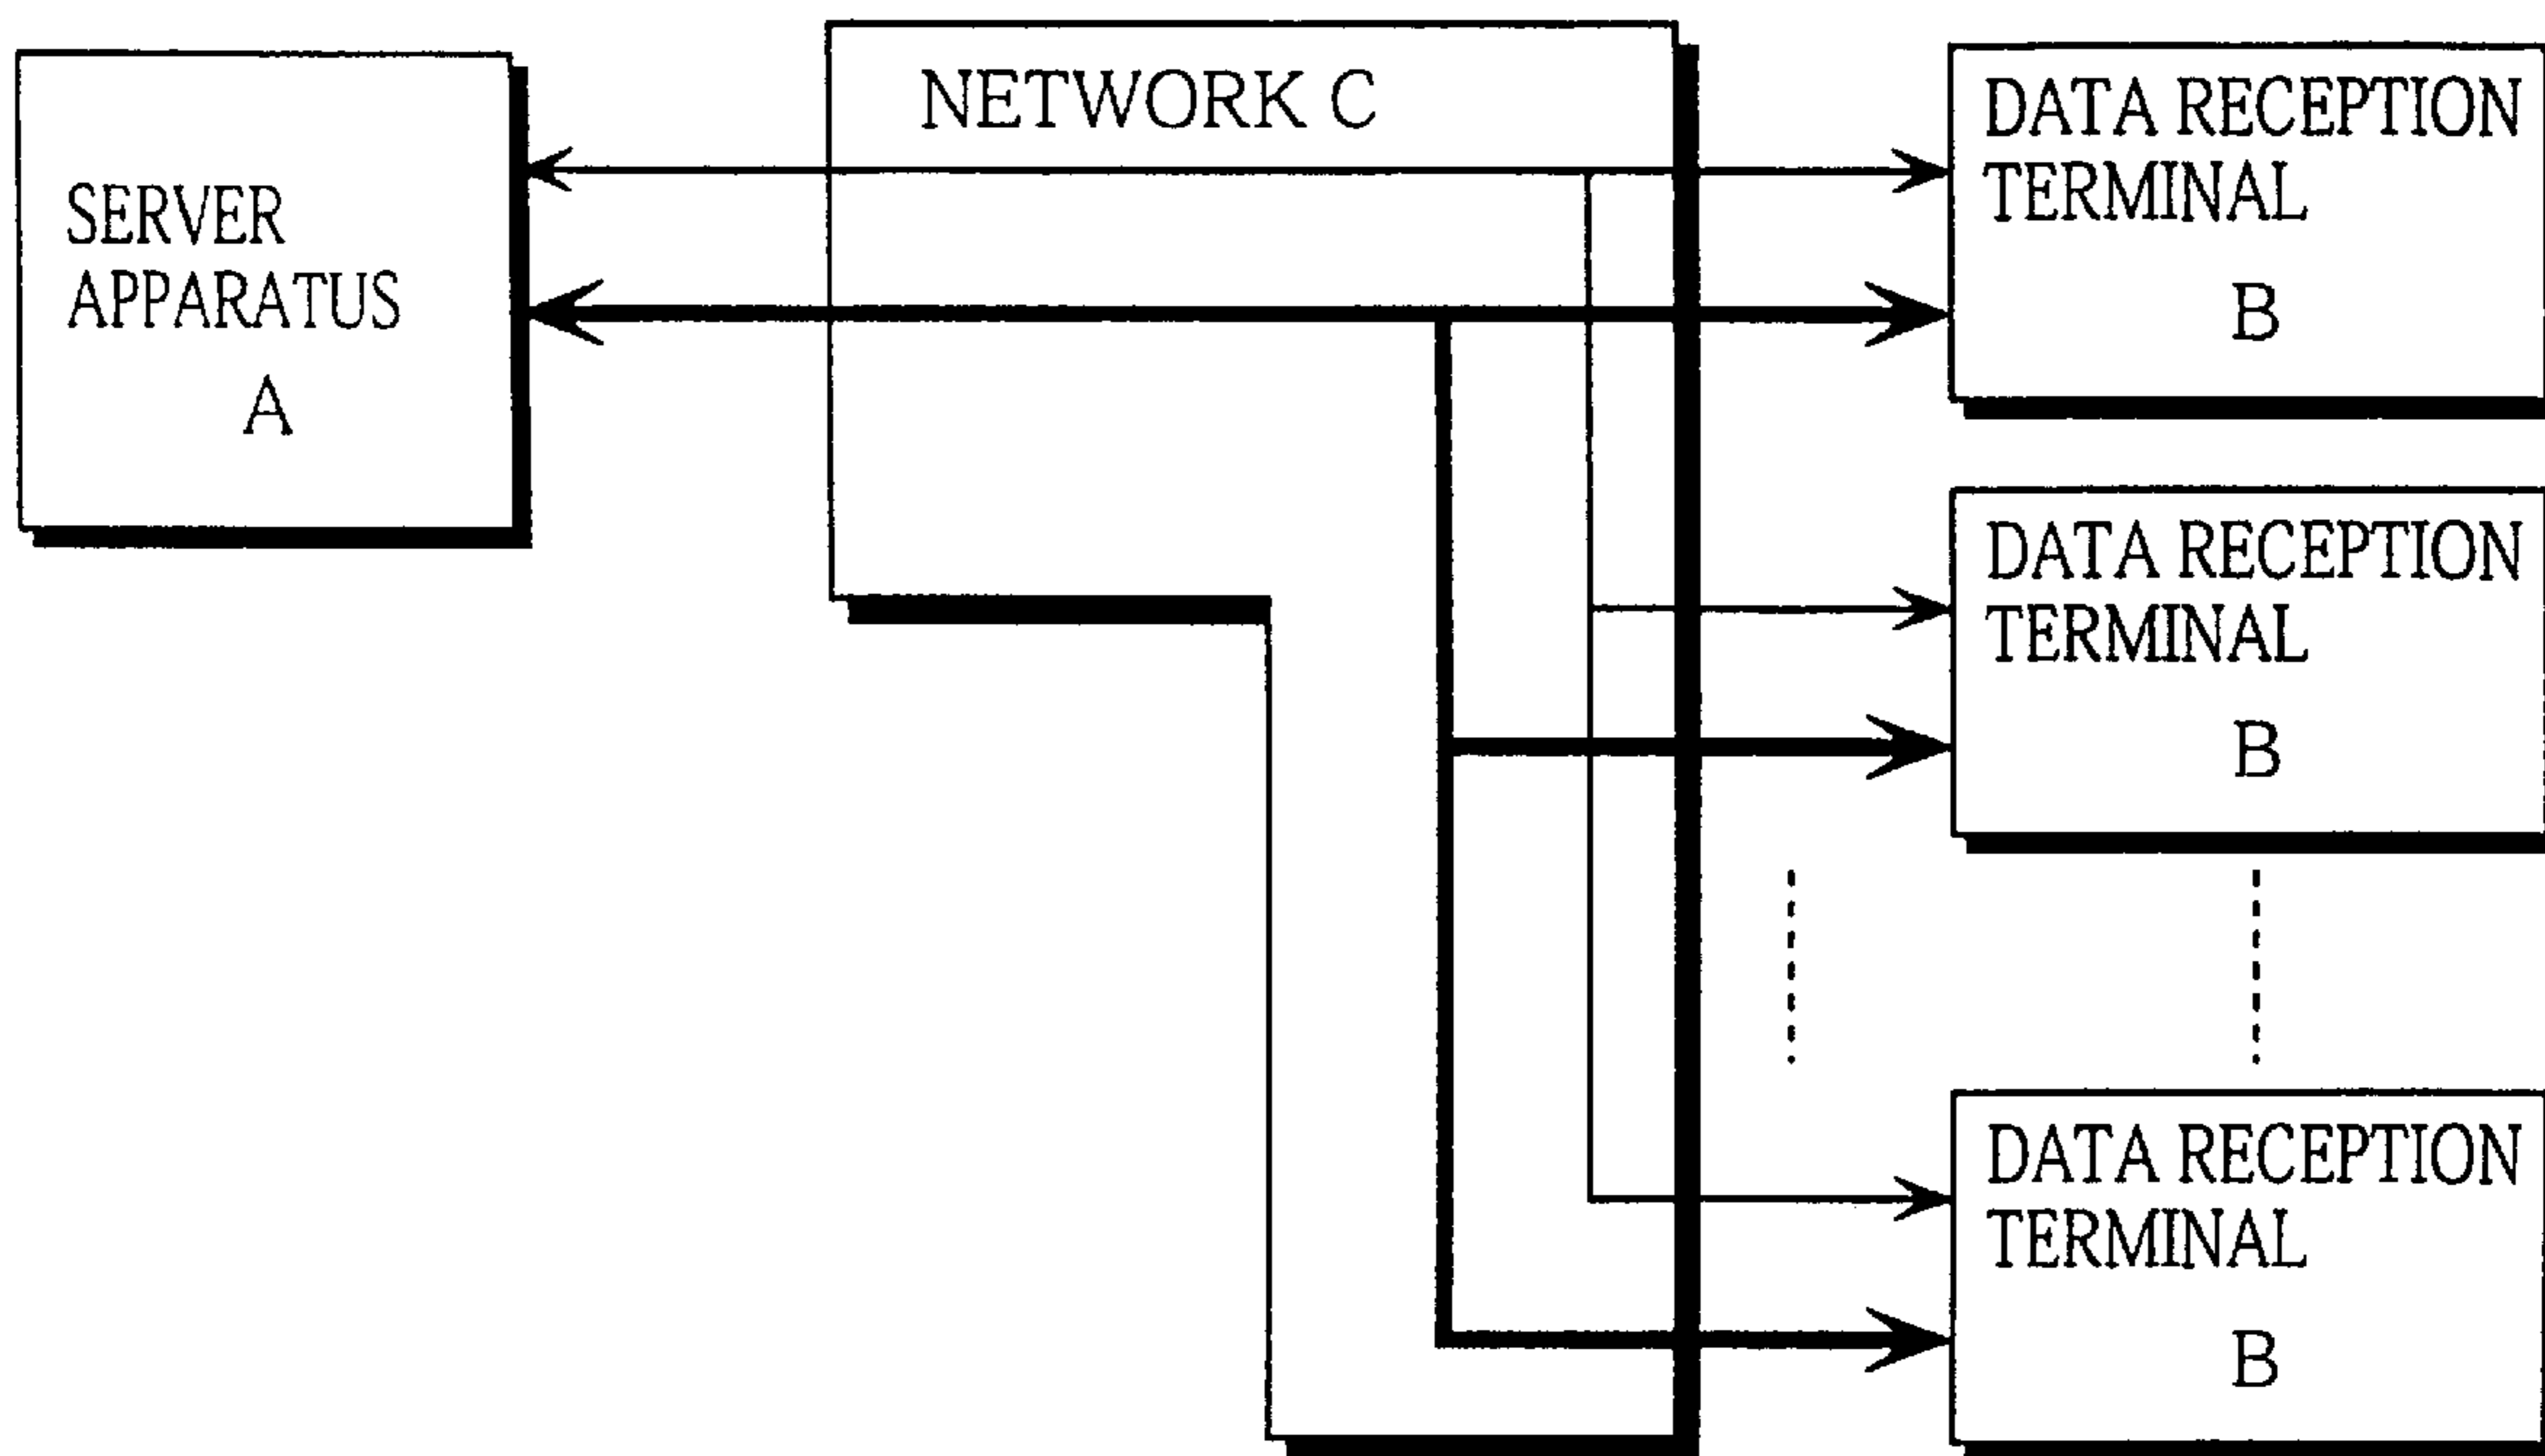 SERVER
APPARATUS
A
NETWORK C
DATA RECEPTION
TERMINAL
B
DATA RECEPTION
TERMINAL
B
DATA RECEPTION
TERMINAL
B